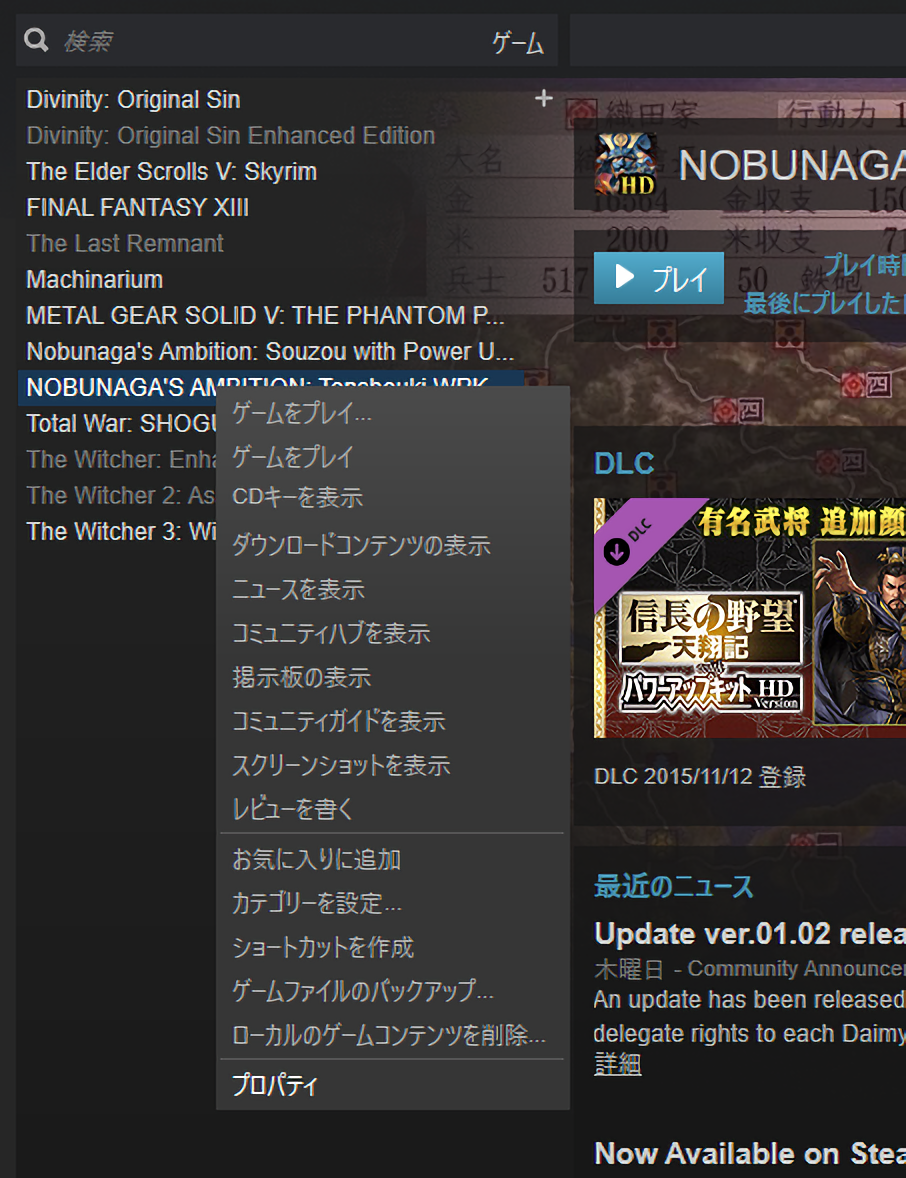 検索
ゲーム
Divinity: Original Sin
Divinity: Original Sin Enhanced Edition
The Elder Scrolls V: Skyrim
FINAL FANTASY XIII
The Last Remnant
Machinarium
METAL GEAR SOLID V: THE PHANTOM P...
Nobunaga's Ambition: Souzou with Power U...
NOBUNAGA'S AMBITION: Tenshouki WPK
Total War: SHOGU
The Witcher: Enha
The Witcher 2: As
The Witcher 3: Wi
ゲームをプレイ...
ゲームをプレイ
CDキーを表示
ダウンロードコンテンツの表示
ニュースを表示
コミュニティハブを表示
掲示板の表示
コミュニティガイドを表示
スクリーンショットを表示
レビューを書く
お気に入りに追加
カテゴリーを設定...
ショートカットを作成
ゲームファイルのバックアップ...
ローカルのゲームコンテンツを削除...
プロパティ
織田家 行動力 1
大名
HD
NOBUNAGA
金 16564 金収支 150
米 2000 米収支 71
兵士 517 50 鉄砲
プレイ
プレイ時
最後にプレイした
四
四
四
DLC
DLC
有名武将 追加顔
信長の野望
天翔記
with
パワーアップキット HD
Version
DLC 2015/11/12 登録
最近のニュース
Update ver.01.02 relea
木曜日 - Community Announcer
An update has been released
delegate rights to each Daimy
詳細
Now Available on Stea